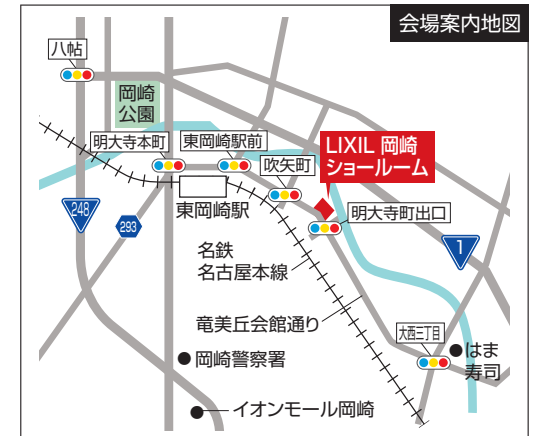 会場案内地図
八帖
岡崎
公園
明大寺本町
東岡崎駅前
LIXIL 岡崎
ショールーム
吹矢町
東岡崎駅
明大寺町出口
248
293
1
名鉄
名古屋本線
竜美丘会館通り
大西三丁目
はま
寿司
岡崎警察署
イオンモール岡崎